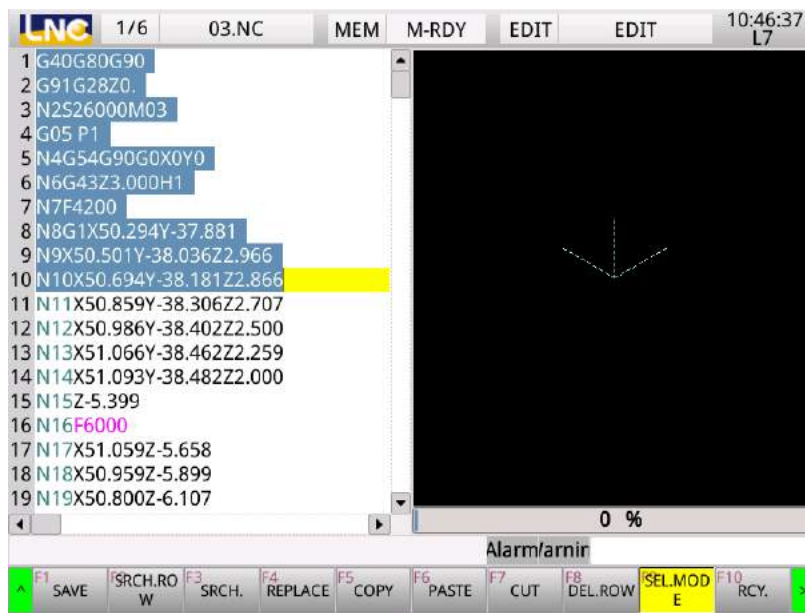 LNC 1/6 03.NC MEM M-RDY EDIT EDIT 10:46:37
L7
1 G40G80G90
2 G91G28Z0.
3 N2S26000M03
4 G05 P1
5 N4G54G90G0X0Y0
6 N6G43Z3.000H1
7 N7F4200
8 N8G1X50.294Y-37.881
9 N9X50.501Y-38.036Z2.966
10 N10X50.694Y-38.181Z2.866
11 N11X50.859Y-38.306Z2.707
12 N12X50.986Y-38.402Z2.500
13 N13X51.066Y-38.462Z2.259
14 N14X51.093Y-38.482Z2.000
15 N15Z-5.399
16 N16F6000
17 N17X51.059Z-5.658
18 N18X50.959Z-5.899
19 N19X50.800Z-6.107
0 %
Alarm/arnin
F1 SAVE
F2 SRCH.ROW
F3 SRCH.
F4 REPLACE
F5 COPY
F6 PASTE
F7 CUT
F8 DEL.ROW
F9 SEL.MODE
F10 RCY.